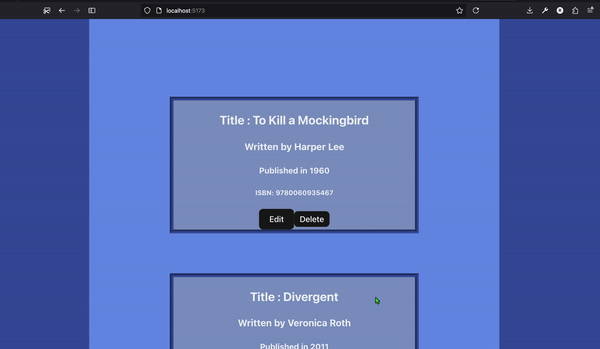 localhost:5173
Title : To Kill a Mockingbird
Written by Harper Lee
Published in 1960
ISBN: 9780060935467
Edit Delete
Title : Divergent
Written by Veronica Roth
Published in 2011